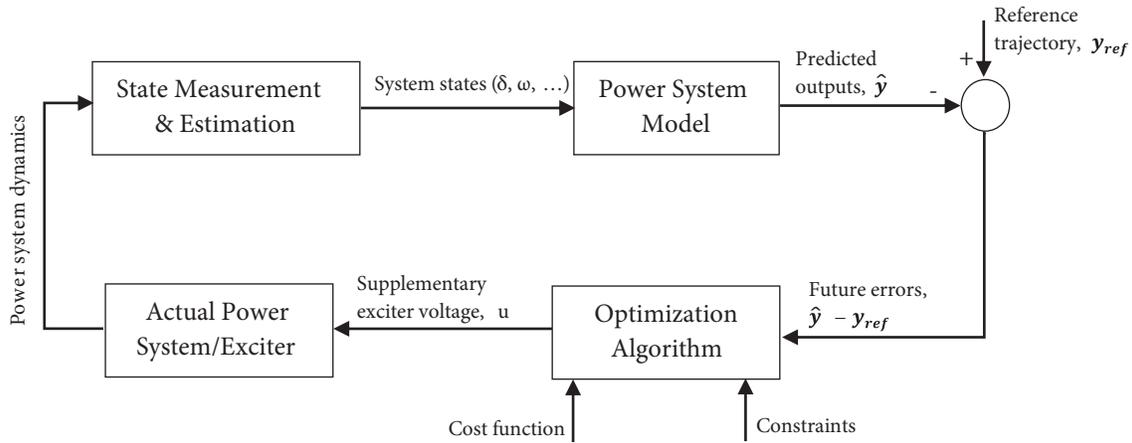 Reference
trajectory, y_ref
+
State Measurement
& Estimation
System states (δ, ω, …)
Power System
Model
Predicted
outputs, ŷ
-
Power system dynamics
Actual Power
System/Exciter
Supplementary
exciter voltage, u
Optimization
Algorithm
Future errors,
ŷ − y_ref
Cost function
Constraints